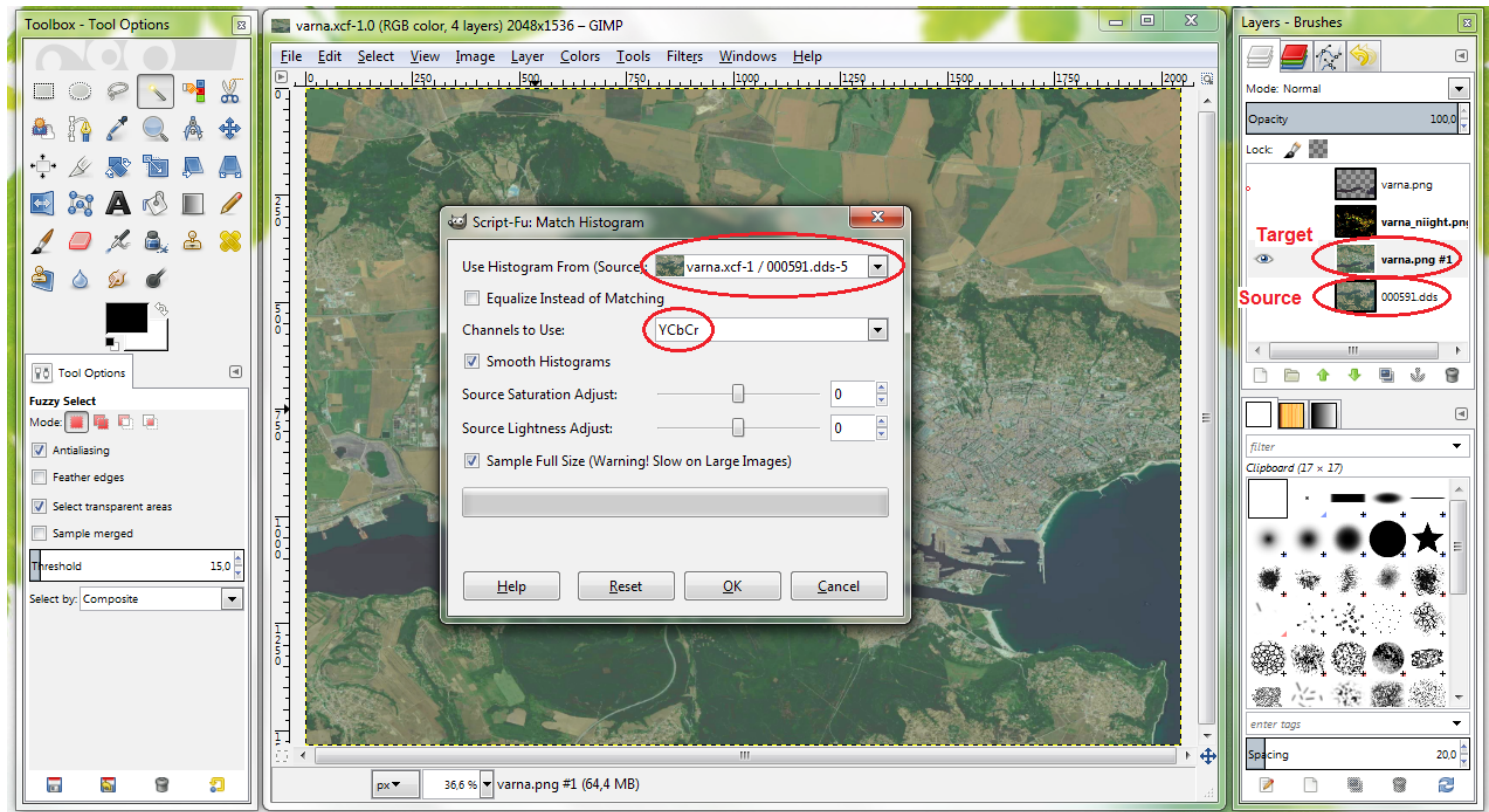 Toolbox - Tool Options
Tool Options
Fuzzy Select
Mode:
Antialiasing
Feather edges
Select transparent areas
Sample merged
Threshold 15,0
Select by: Composite
varna.xcf-1.0 (RGB color, 4 layers) 2048x1536 – GIMP
File Edit Select View Image Layer Colors Tools Filters Windows Help
0 250 500 750 1000 1250 1500 1750 2000
0
250
500
750
1000
1250
Script-Fu: Match Histogram
Use Histogram From (Source): varna.xcf-1 / 000591.dds-5
Equalize Instead of Matching
Channels to Use: YCbCr
Smooth Histograms
Source Saturation Adjust: 0
Source Lightness Adjust: 0
Sample Full Size (Warning! Slow on Large Images)
Help Reset OK Cancel
px 36,6 % varna.png #1 (64,4 MB)
Layers - Brushes
Mode: Normal
Opacity 100,0
Lock:
varna.png
varna_niight.png
Target
varna.png #1
Source 000591.dds
filter
Clipboard (17 × 17)
enter tags
Spacing 20,0